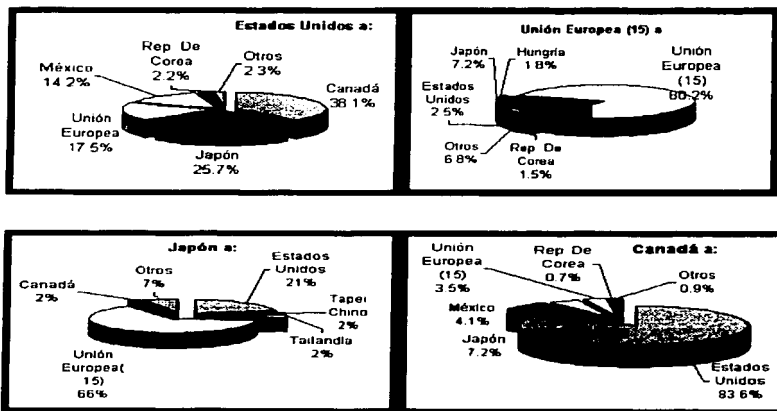 Estados Unidos a:
Rep De
Corea
2.2%
Otros
2.3%
México
14.2%
Canadá
38.1%
Unión
Europea
17.5%
Japón
25.7%
Unión Europea (15) a
Japón
7.2%
Hungría
1.8%
Unión
Europea
(15)
80.2%
Estados
Unidos
2.5%
Otros
6.8%
Rep De
Corea
1.5%
Japón a:
Canadá
2%
Otros
7%
Estados
Unidos
21%
Tapei
Chino
2%
Tailandia
2%
Unión
Europea(
15)
66%
Canadá a:
Unión
Europea
(15)
3.5%
Rep De
Corea
0.7%
Otros
0.9%
México
4.1%
Japón
7.2%
Estados
Unidos
83.6%